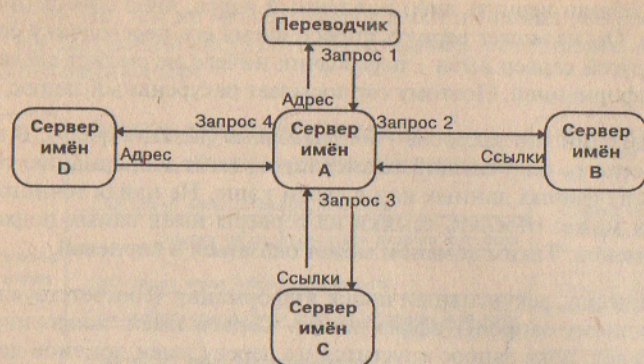 Переводчик
Запрос 1
Адрес
Запрос 4
Запрос 2
Сервер
имён
D
Сервер
имён
A
Сервер
имён
B
Адрес
Ссылки
Запрос 3
Ссылки
Сервер
имён
C